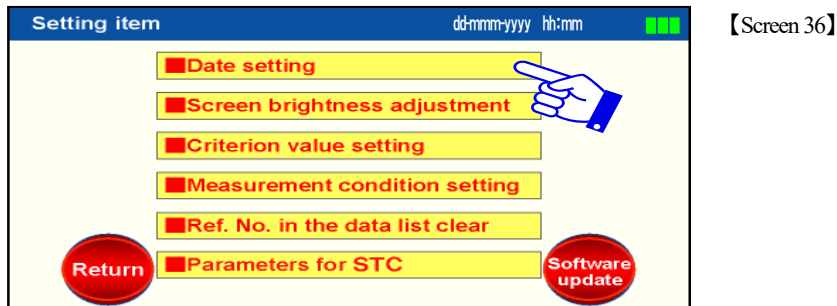 Setting item dd-mmm-yyyy hh:mm
【Screen 36】
■Date setting
■Screen brightness adjustment
■Criterion value setting
■Measurement condition setting
■Ref. No. in the data list clear
■Parameters for STC
Return
Software
update